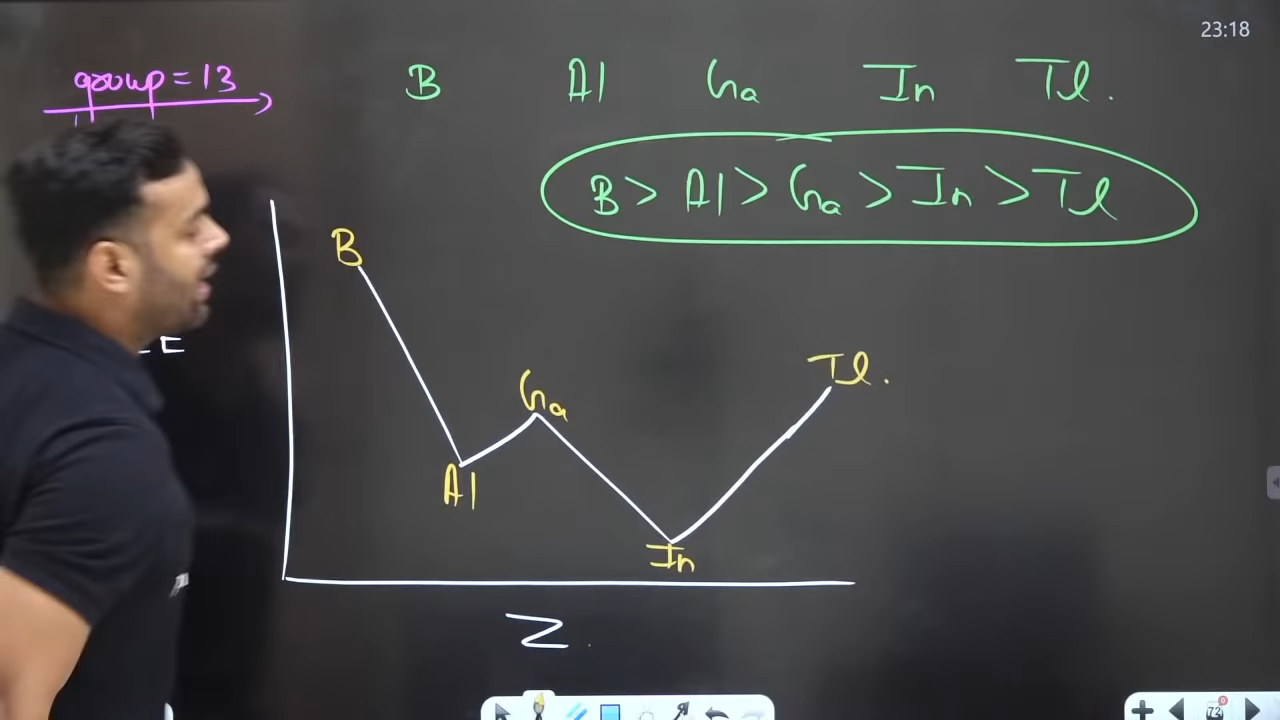 23:18
group = 13
B Al Ga In Tl.
B > Al > Ga > In > Tl
B
Tl.
Ga
Al
In
Z